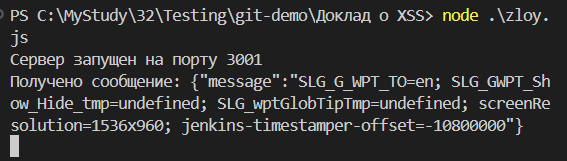 PS C:\MyStudy\32\Testing\git-demo\Доклад о XSS> node .\zloy.
js
Сервер запущен на порту 3001
Получено сообщение: {"message":"SLG_G_WPT_TO=en; SLG_GWPT_Sh
ow_Hide_tmp=undefined; SLG_wptGlobTipTmp=undefined; screenRe
solution=1536x960; jenkins-timestamper-offset=-10800000"}